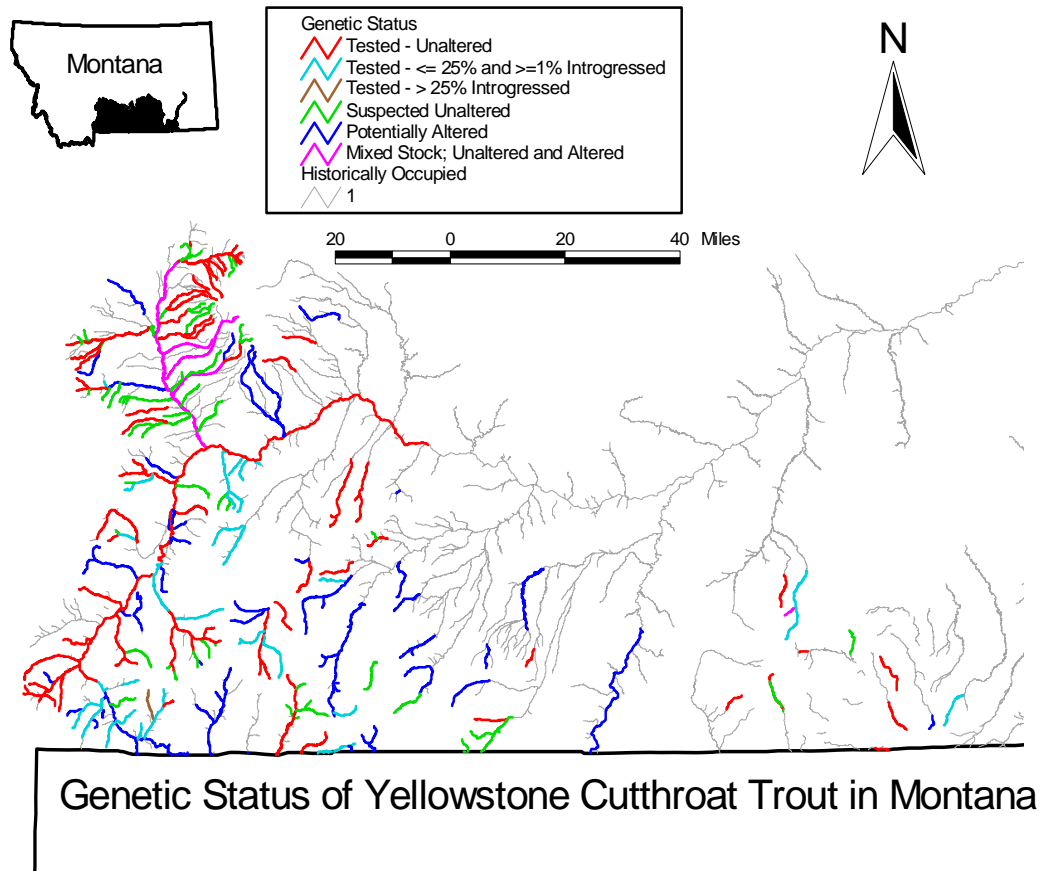 Montana
Genetic Status
Tested - Unaltered
Tested - <= 25% and >=1% Introgressed
Tested - > 25% Introgressed
Suspected Unaltered
Potentially Altered
Mixed Stock; Unaltered and Altered
Historically Occupied
1
N
20 0 20 40 Miles
Genetic Status of Yellowstone Cutthroat Trout in Montana